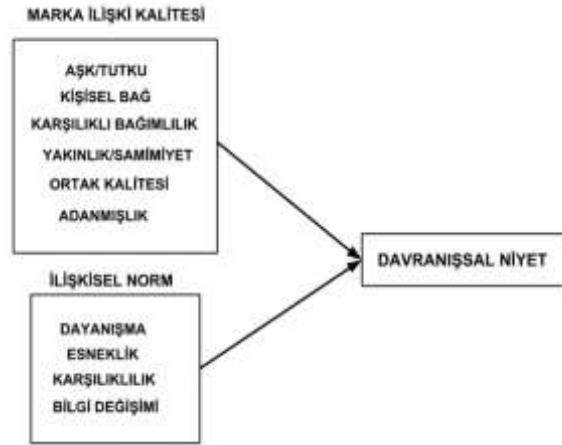 MARKA İLİŞKİ KALİTESİ
AŞK/TUTKU
KİŞİSEL BAĞ
KARŞILIKLI BAĞIMLILIK
YAKINLIK/SAMİMİYET
ORTAK KALİTESİ
ADANMIŞLIK
DAVRANIŞSAL NİYET
İLİŞKİSEL NORM
DAYANIŞMA
ESNEKLİK
KARŞILIKLILIK
BİLGİ DEĞİŞİMİ